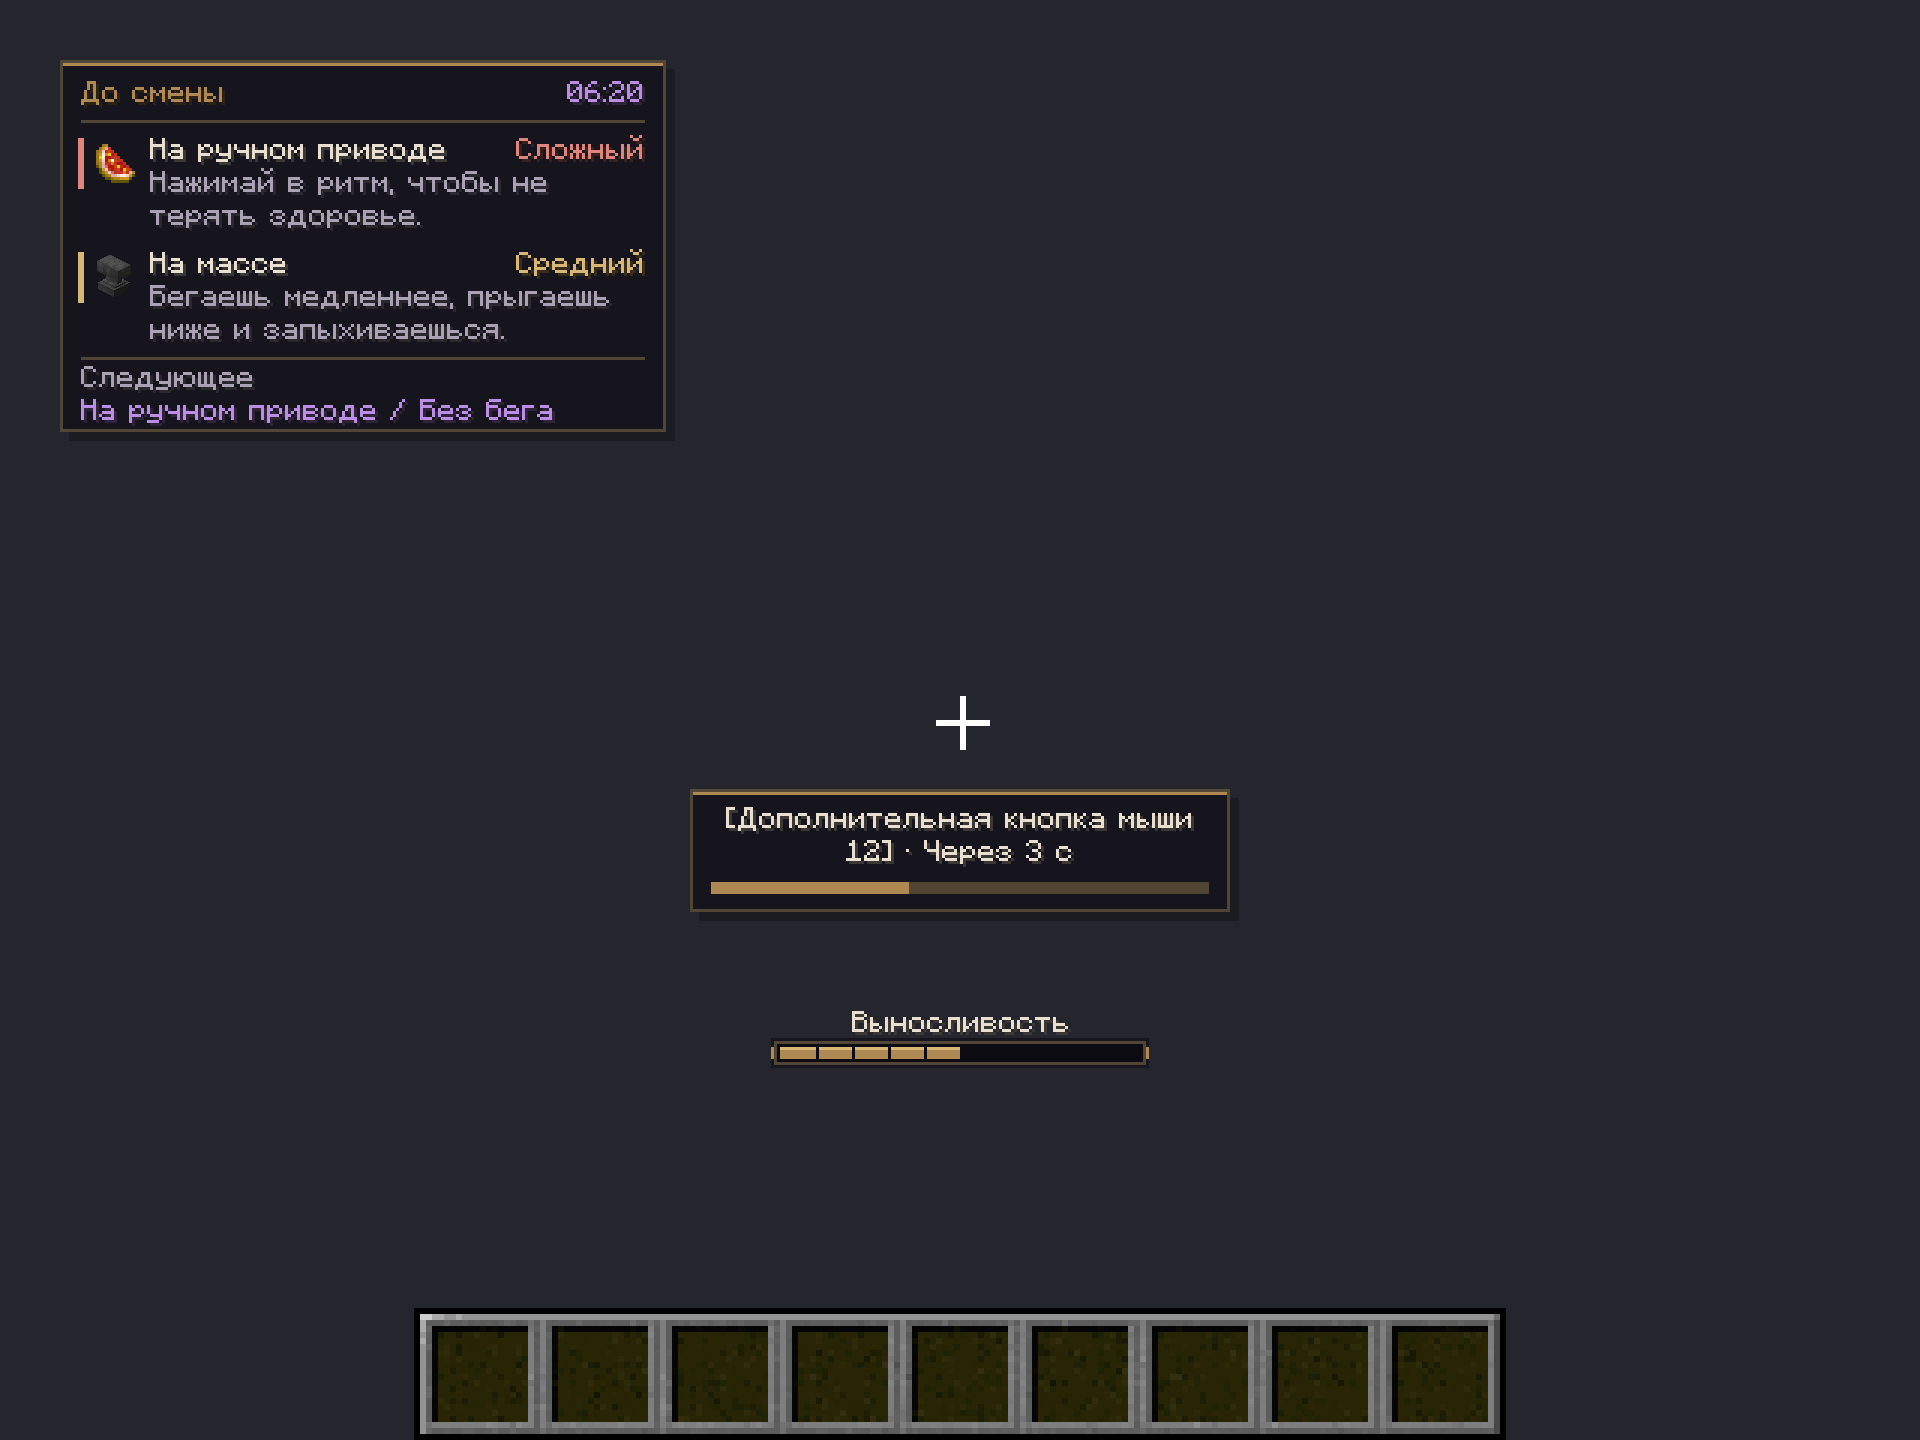 До смены 06:20
На ручном приводе Сложный
Нажимай в ритм, чтобы не
терять здоровье.
На массе Средний
Бегаешь медленнее, прыгаешь
ниже и запыхиваешься.
Следующее
На ручном приводе / Без бега
[Дополнительная кнопка мыши
12] · Через 3 с
Выносливость